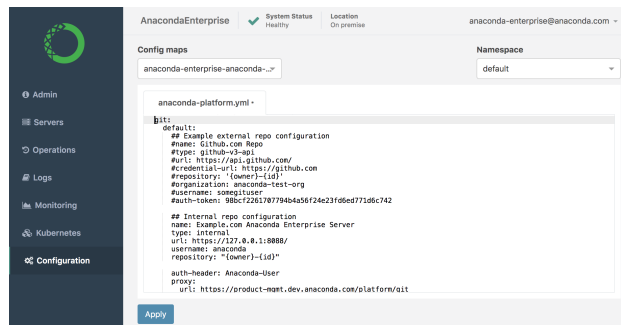 AnacondaEnterprise
System Status
Healthy
Location
On premise
anaconda-enterprise@anaconda.com
Admin
Servers
Operations
Logs
Monitoring
Kubernetes
Configuration
Config maps
anaconda-enterprise-anaconda-...
Namespace
default
anaconda-platform.yml •
git:
default:
## Example external repo configuration
#name: Github.com Repo
#type: github-v3-api
#url: https://api.github.com/
#credential-url: https://github.com
#repository: '{owner}-{id}'
#organization: anaconda-test-org
#username: somegituser
#auth-token: 98bcf2261707794b4a56f24e23fd6ed771d6c742
## Internal repo configuration
name: Example.com Anaconda Enterprise Server
type: internal
url: https://127.0.0.1:8088/
username: anaconda
repository: "{owner}-{id}"
auth-header: Anaconda-User
proxy:
url: https://product-mgmt.dev.anaconda.com/platform/git
Apply